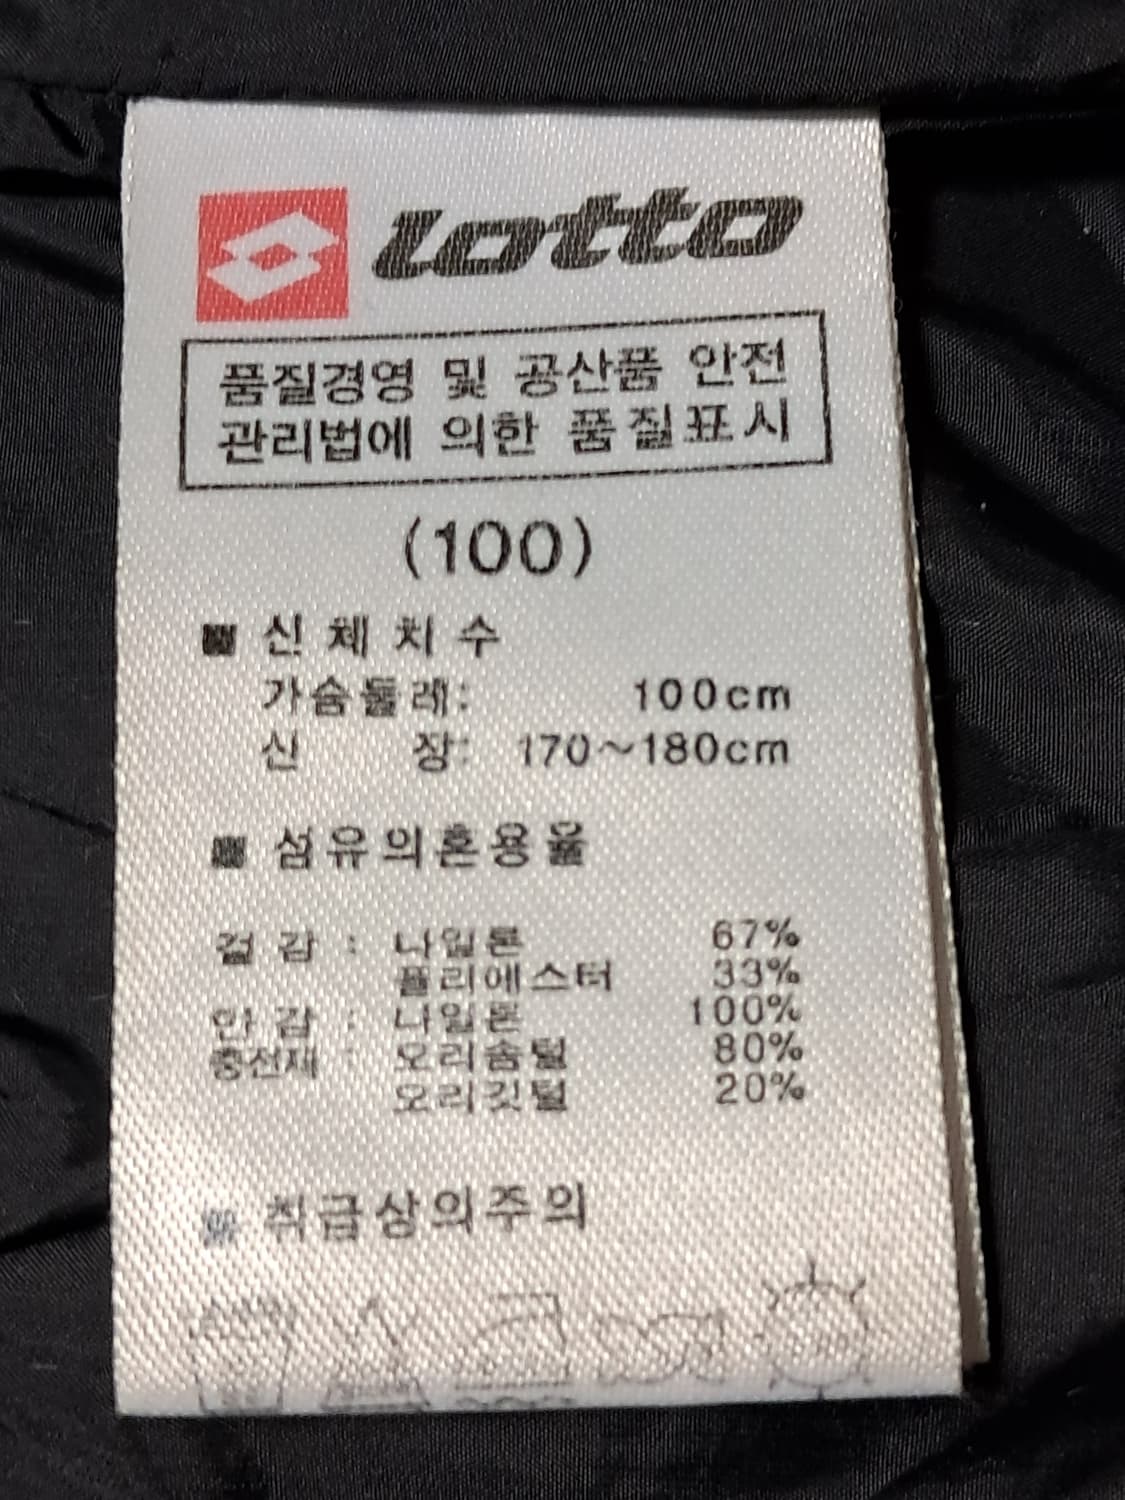 lotto
품질경영 및 공산품 안전
관리법에 의한 품질표시
(100)
■ 신체치수
가슴둘레: 100cm
신 장: 170~180cm
■ 섬유의혼용율
겉 감 : 나일론 67%
폴리에스터 33%
안 감 : 나일론 100%
충전재 : 오리솜털 80%
오리깃털 20%
■ 취급상의주의